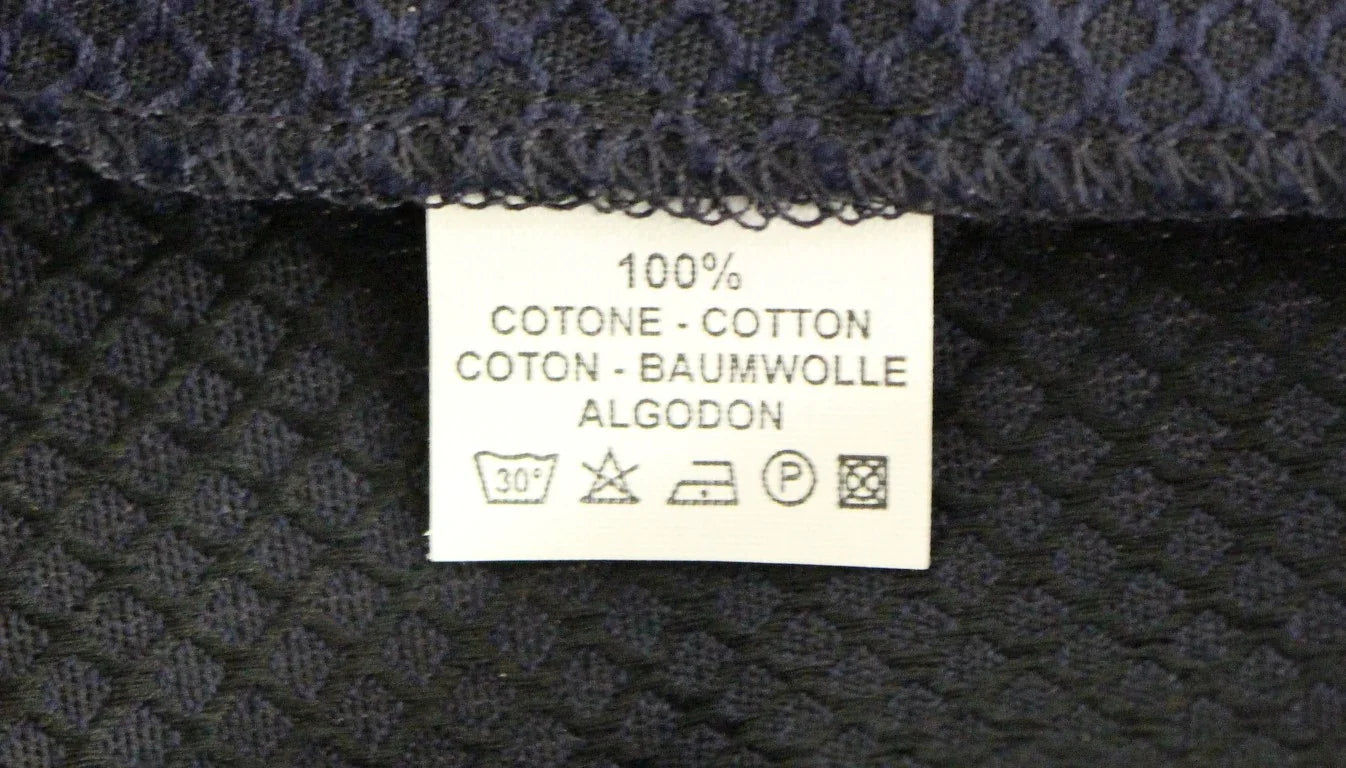 100%
COTONE - COTTON
COTON - BAUMWOLLE
ALGODON
30° P